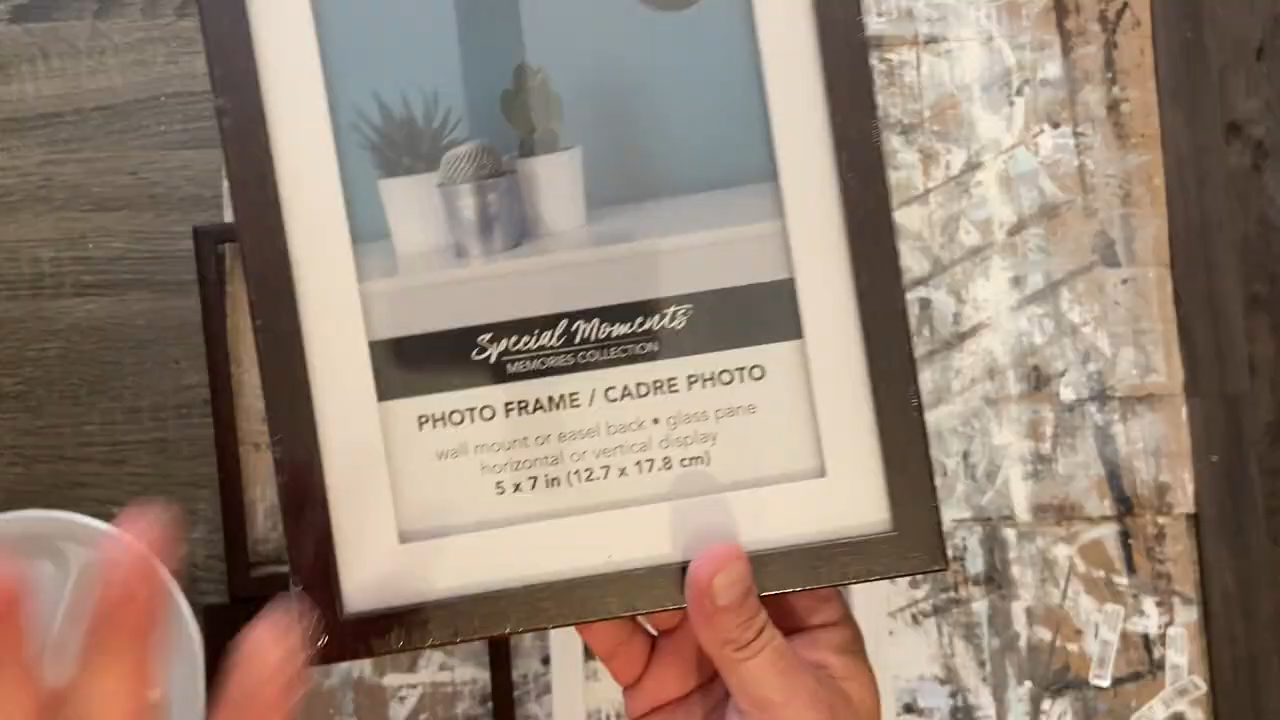 Special Moments
MEMORIES COLLECTION
PHOTO FRAME / CADRE PHOTO
wall mount or easel back • glass pane
horizontal or vertical display
5 x 7 in (12.7 x 17.8 cm)